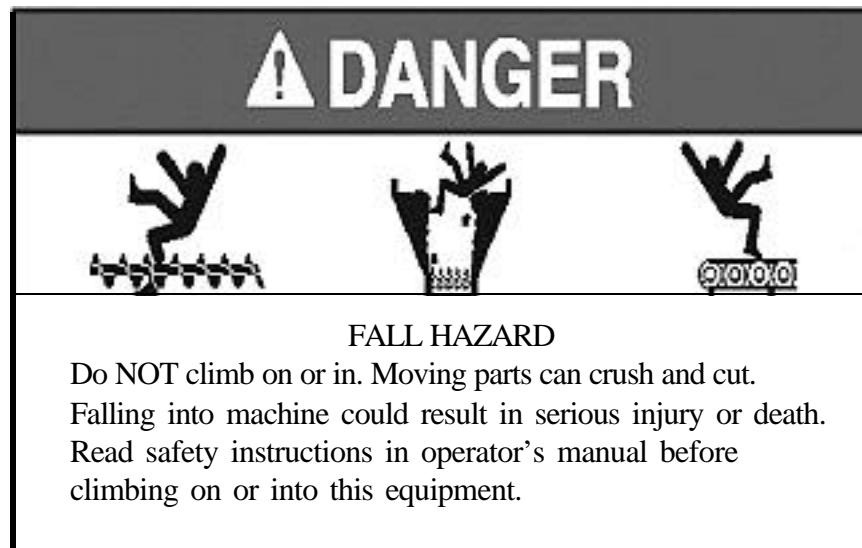 DANGER
FALL HAZARD
Do NOT climb on or in. Moving parts can crush and cut.
Falling into machine could result in serious injury or death.
Read safety instructions in operator's manual before
climbing on or into this equipment.